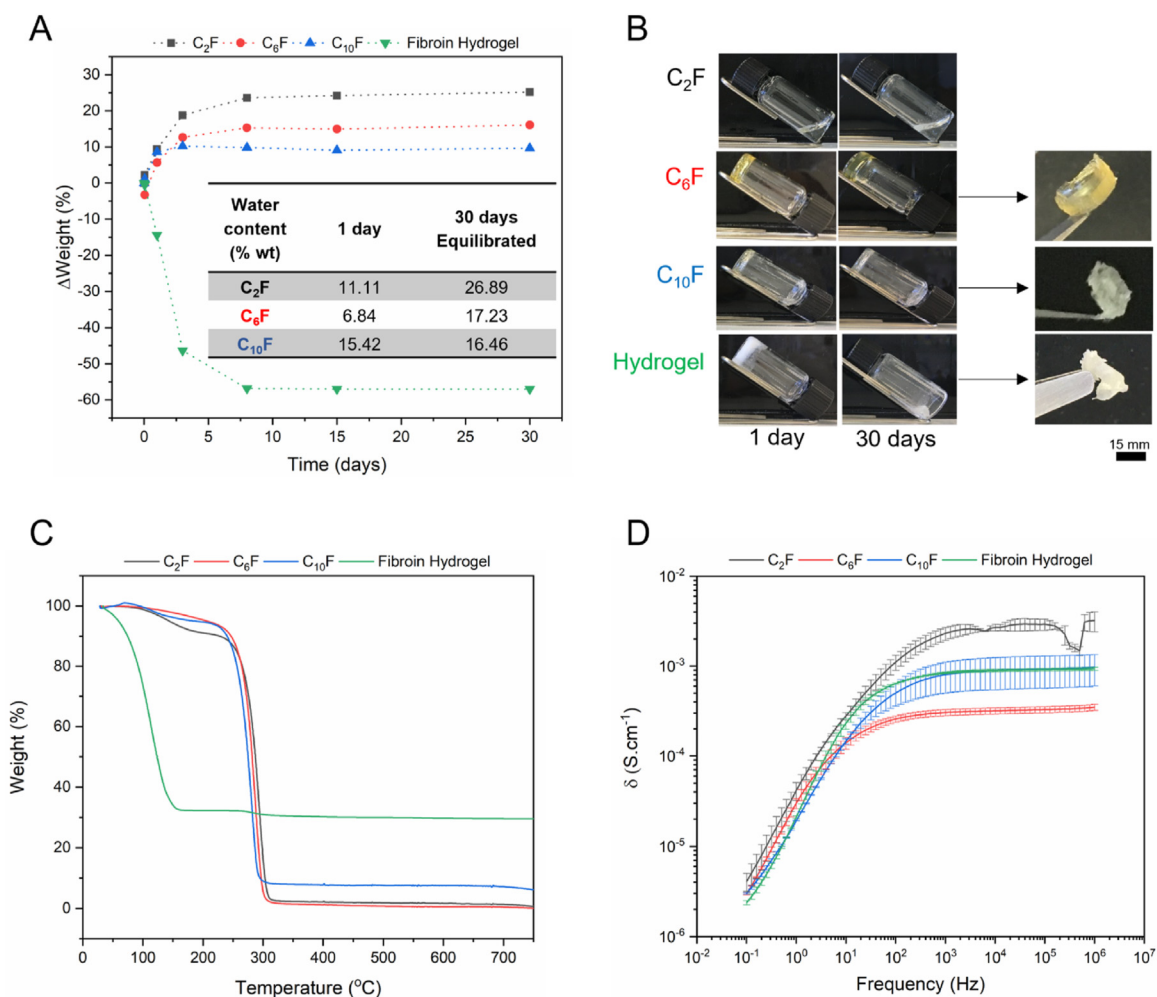 A
C₂F C₆F C₁₀F Fibroin Hydrogel
ΔWeight (%)
30
20
10
0
-10
-20
-30
-40
-50
-60
Water content (% wt) 1 day 30 days Equilibrated
C₂F 11.11 26.89
C₆F 6.84 17.23
C₁₀F 15.42 16.46
0 5 10 15 20 25 30
Time (days)
B
C₂F
C₆F
C₁₀F
Hydrogel
1 day 30 days
15 mm
C
C₂F C₆F C₁₀F Fibroin Hydrogel
Weight (%)
100
80
60
40
20
0
0 100 200 300 400 500 600 700
Temperature (°C)
D
C₂F C₆F C₁₀F Fibroin Hydrogel
δ (S.cm⁻¹)
10⁻²
10⁻³
10⁻⁴
10⁻⁵
10⁻⁶
10⁻² 10⁻¹ 10⁰ 10¹ 10² 10³ 10⁴ 10⁵ 10⁶ 10⁷
Frequency (Hz)